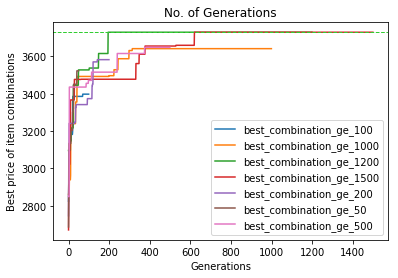 No. of Generations
Best price of item combinations
3600
3400
3200
3000
2800
best_combination_ge_100
best_combination_ge_1000
best_combination_ge_1200
best_combination_ge_1500
best_combination_ge_200
best_combination_ge_50
best_combination_ge_500
0 200 400 600 800 1000 1200 1400
Generations